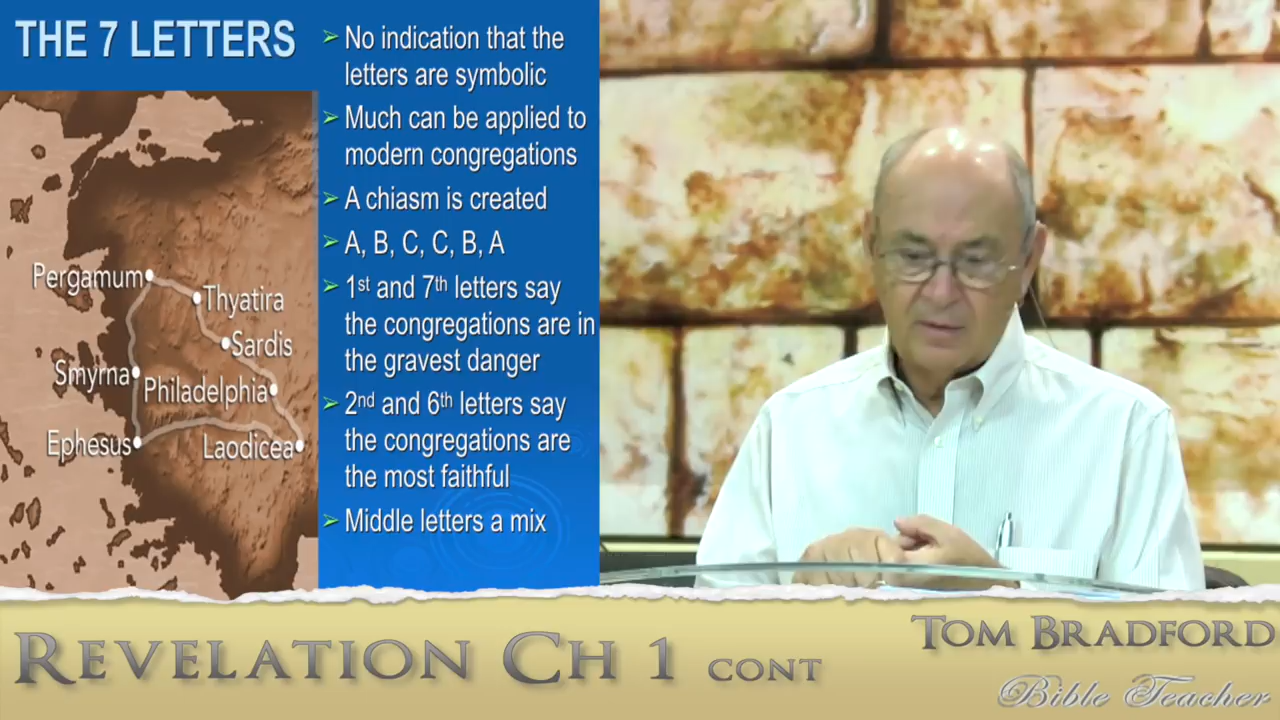 THE 7 LETTERS
➢ No indication that the
letters are symbolic
➢ Much can be applied to
modern congregations
➢ A chiasm is created
➢ A, B, C, C, B, A
➢ 1st and 7th letters say
the congregations are in
the gravest danger
➢ 2nd and 6th letters say
the congregations are
the most faithful
➢ Middle letters a mix
Pergamum
Thyatira
Sardis
Smyrna
Philadelphia
Ephesus
Laodicea
REVELATION CH 1 CONT
TOM BRADFORD
Bible Teacher